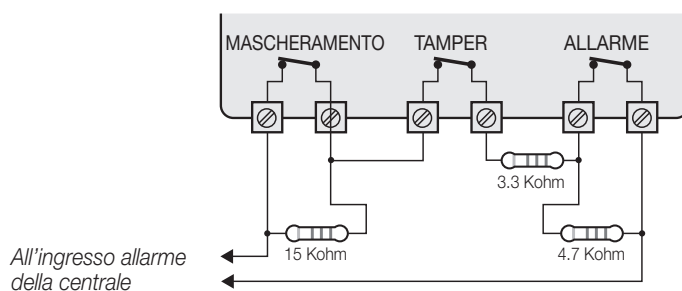 MASCHERAMENTO TAMPER ALLARME
3.3 Kohm
15 Kohm 4.7 Kohm
All'ingresso allarme
della centrale